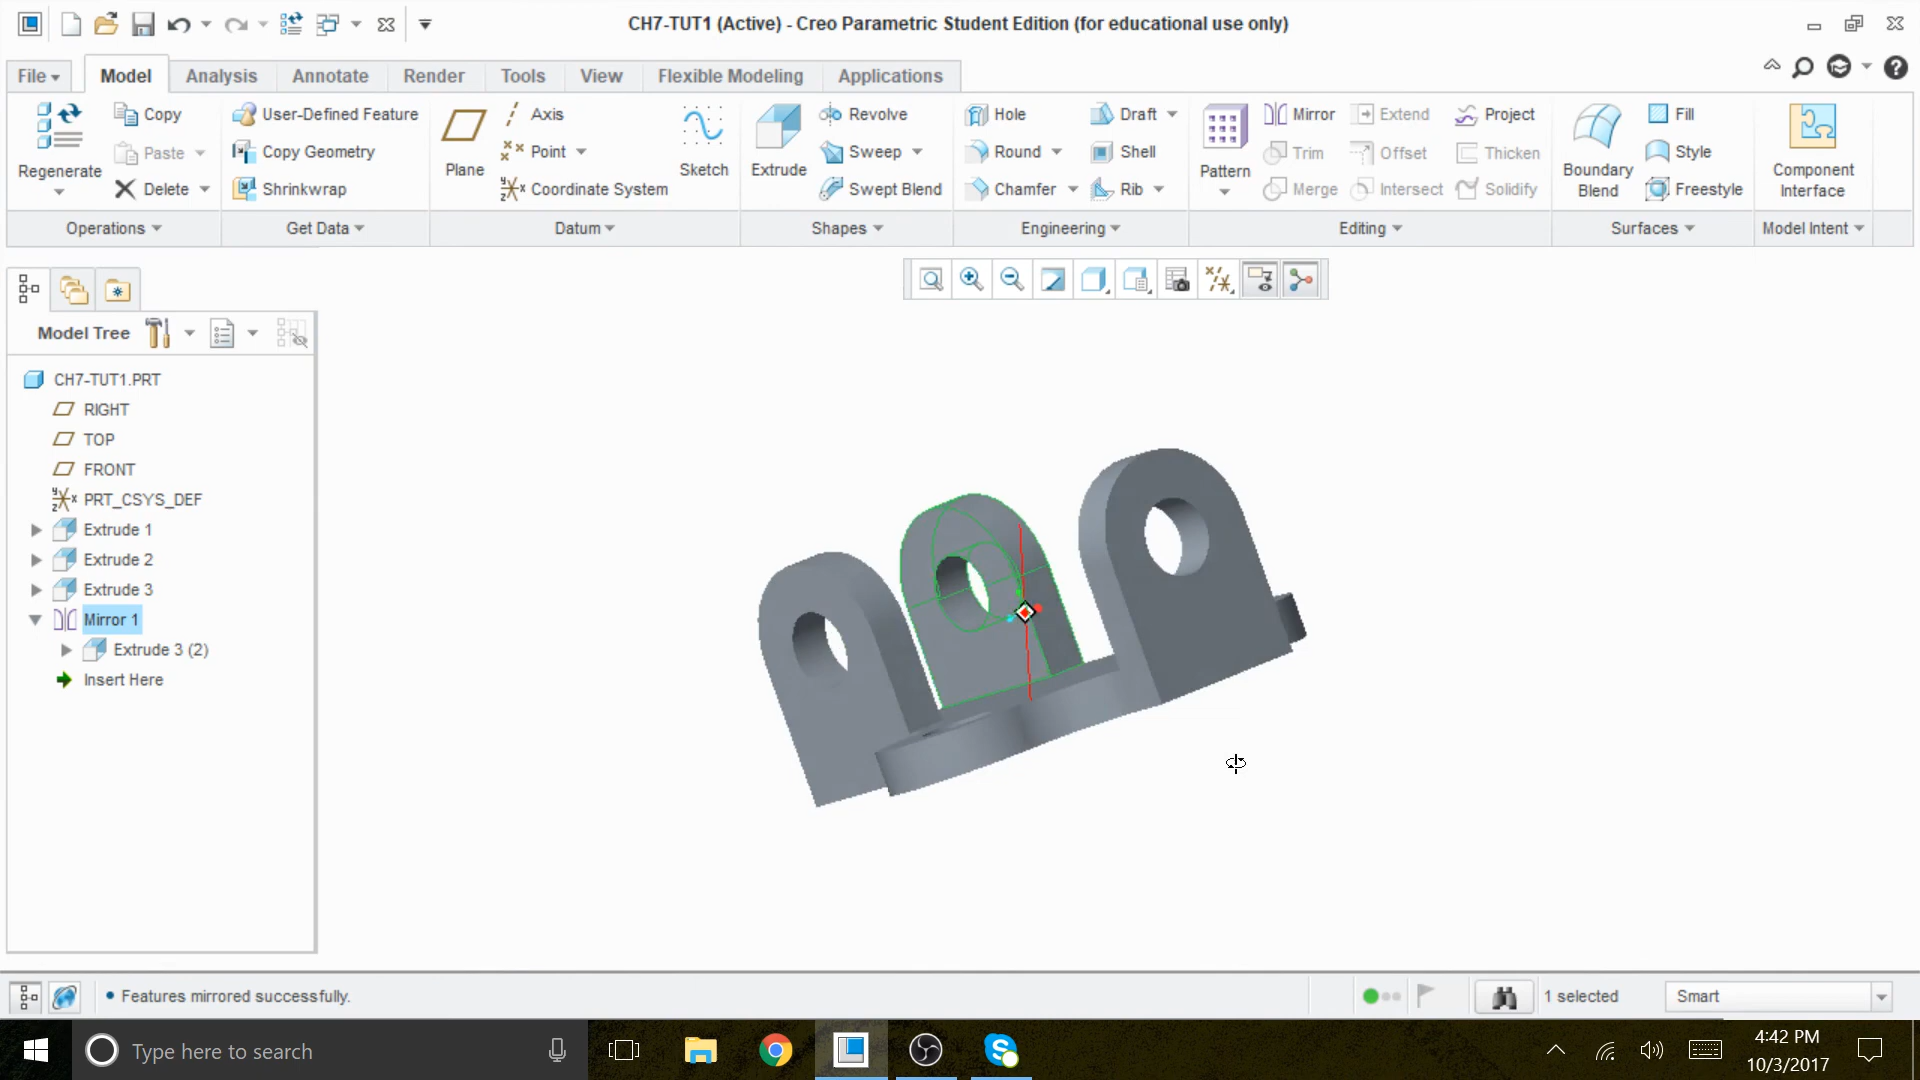 CH7-TUT1 (Active) - Creo Parametric Student Edition (for educational use only)
File Model Analysis Annotate Render Tools View Flexible Modeling Applications
Regenerate
Copy
Paste
Delete
User-Defined Feature
Copy Geometry
Shrinkwrap
Plane
Axis
Point
Coordinate System
Sketch
Extrude
Revolve
Sweep
Swept Blend
Hole
Round
Chamfer
Draft
Shell
Rib
Pattern
Mirror
Trim
Merge
Extend
Offset
Intersect
Project
Thicken
Solidify
Boundary
Blend
Fill
Style
Freestyle
Component
Interface
Operations Get Data Datum Shapes Engineering Editing Surfaces Model Intent
Model Tree
CH7-TUT1.PRT
RIGHT
TOP
FRONT
PRT_CSYS_DEF
Extrude 1
Extrude 2
Extrude 3
Mirror 1
Extrude 3 (2)
Insert Here
• Features mirrored successfully.
1 selected
Smart
Type here to search
4:42 PM
10/3/2017